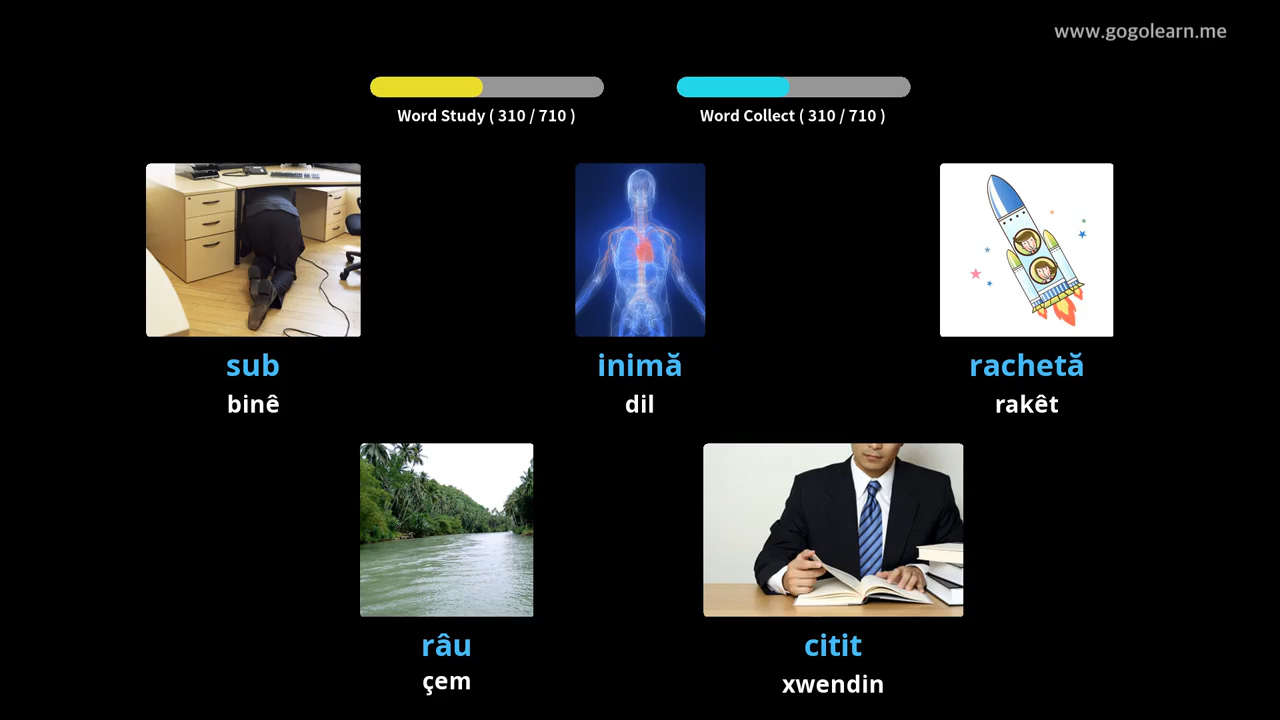 www.gogolearn.me
Word Study ( 310 / 710 )
Word Collect ( 310 / 710 )
sub
binê
inimă
dil
rachetă
rakêt
râu
çem
citit
xwendin